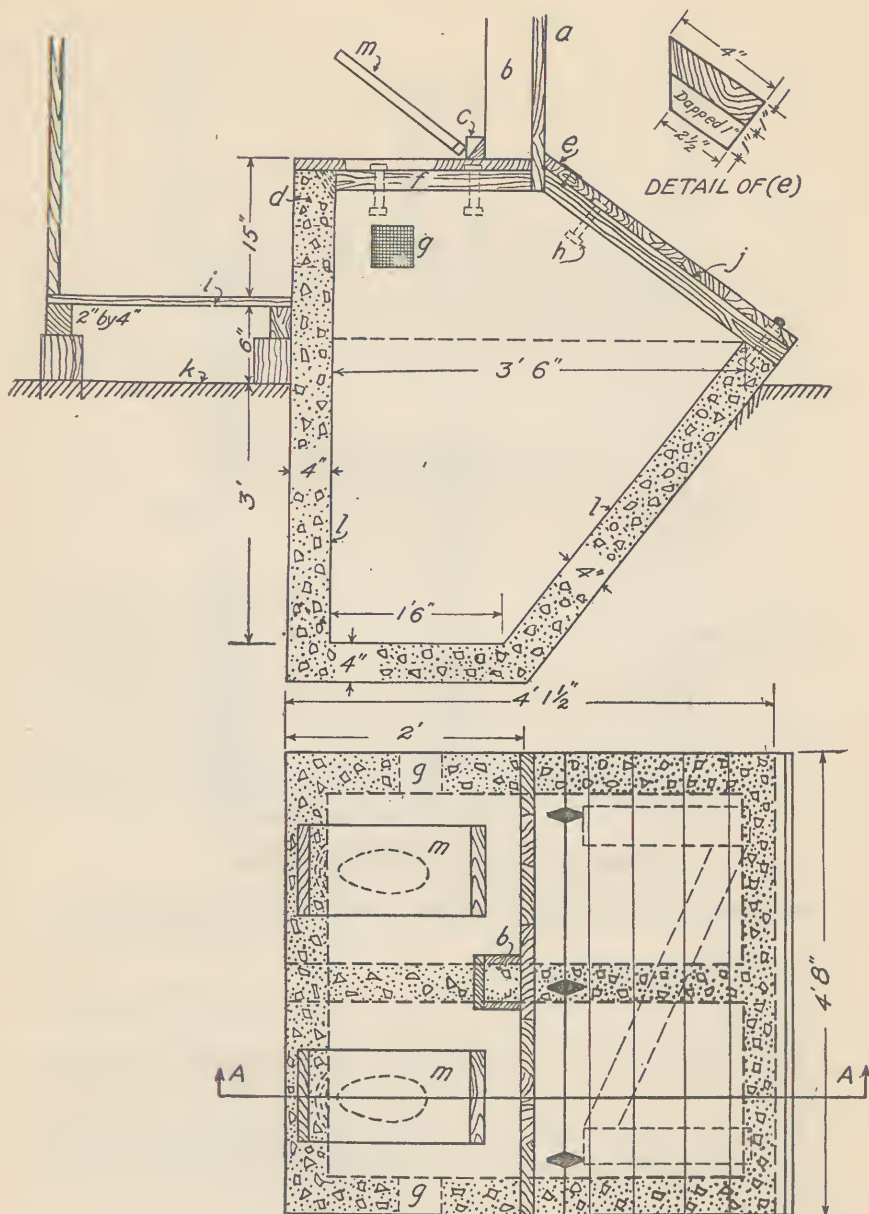 a
m
b
C
4"
Dapped 1"
1"
1"
2½"
DETAIL OF (e)
e
f
d
15"
g
h
j
i
2" by 4"
6"
k
3' 6"
4"
3'
l
l
4"
1'6"
4"
4' 1½"
2'
g
m
b
4'8"
A
m
A
g